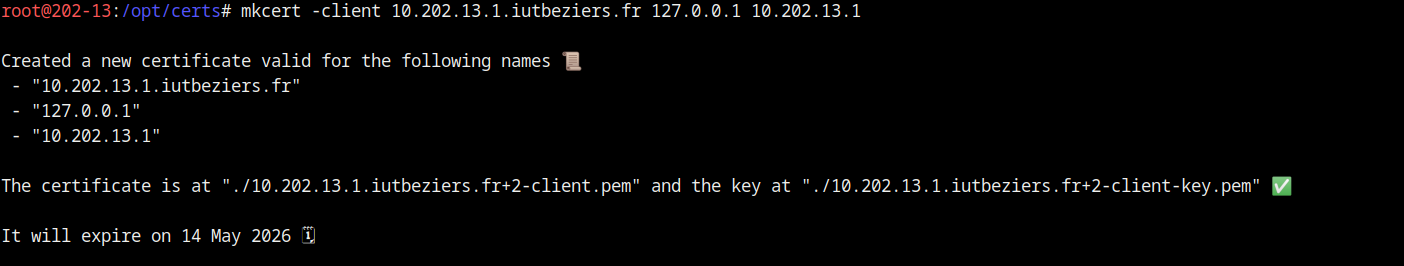 root@202-13:/opt/certs# mkcert -client 10.202.13.1.iutbeziers.fr 127.0.0.1 10.202.13.1
Created a new certificate valid for the following names 📜
- "10.202.13.1.iutbeziers.fr"
- "127.0.0.1"
- "10.202.13.1"
The certificate is at "./10.202.13.1.iutbeziers.fr+2-client.pem" and the key at "./10.202.13.1.iutbeziers.fr+2-client-key.pem" ✅
It will expire on 14 May 2026 🗓